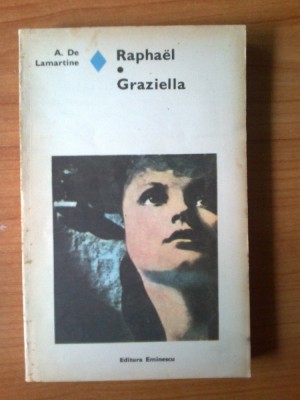 A. De
Lamartine
Raphaël
Graziella
Editura Eminescu